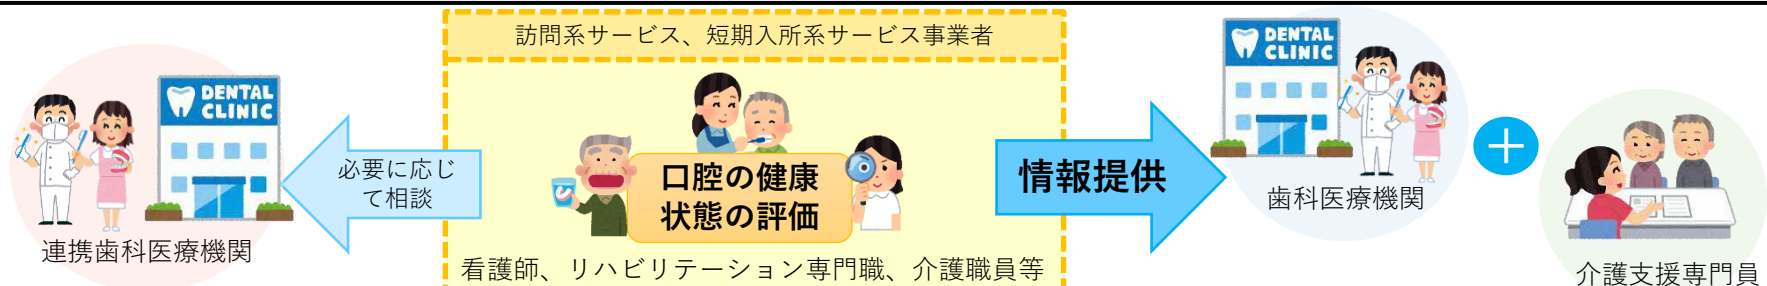 訪問系サービス、短期入所系サービス事業者
DENTAL
CLINIC
連携歯科医療機関
必要に応じ
て相談
口腔の健康
状態の評価
看護師、リハビリテーション専門職、介護職員等
情報提供
DENTAL
CLINIC
歯科医療機関
+
介護支援専門員